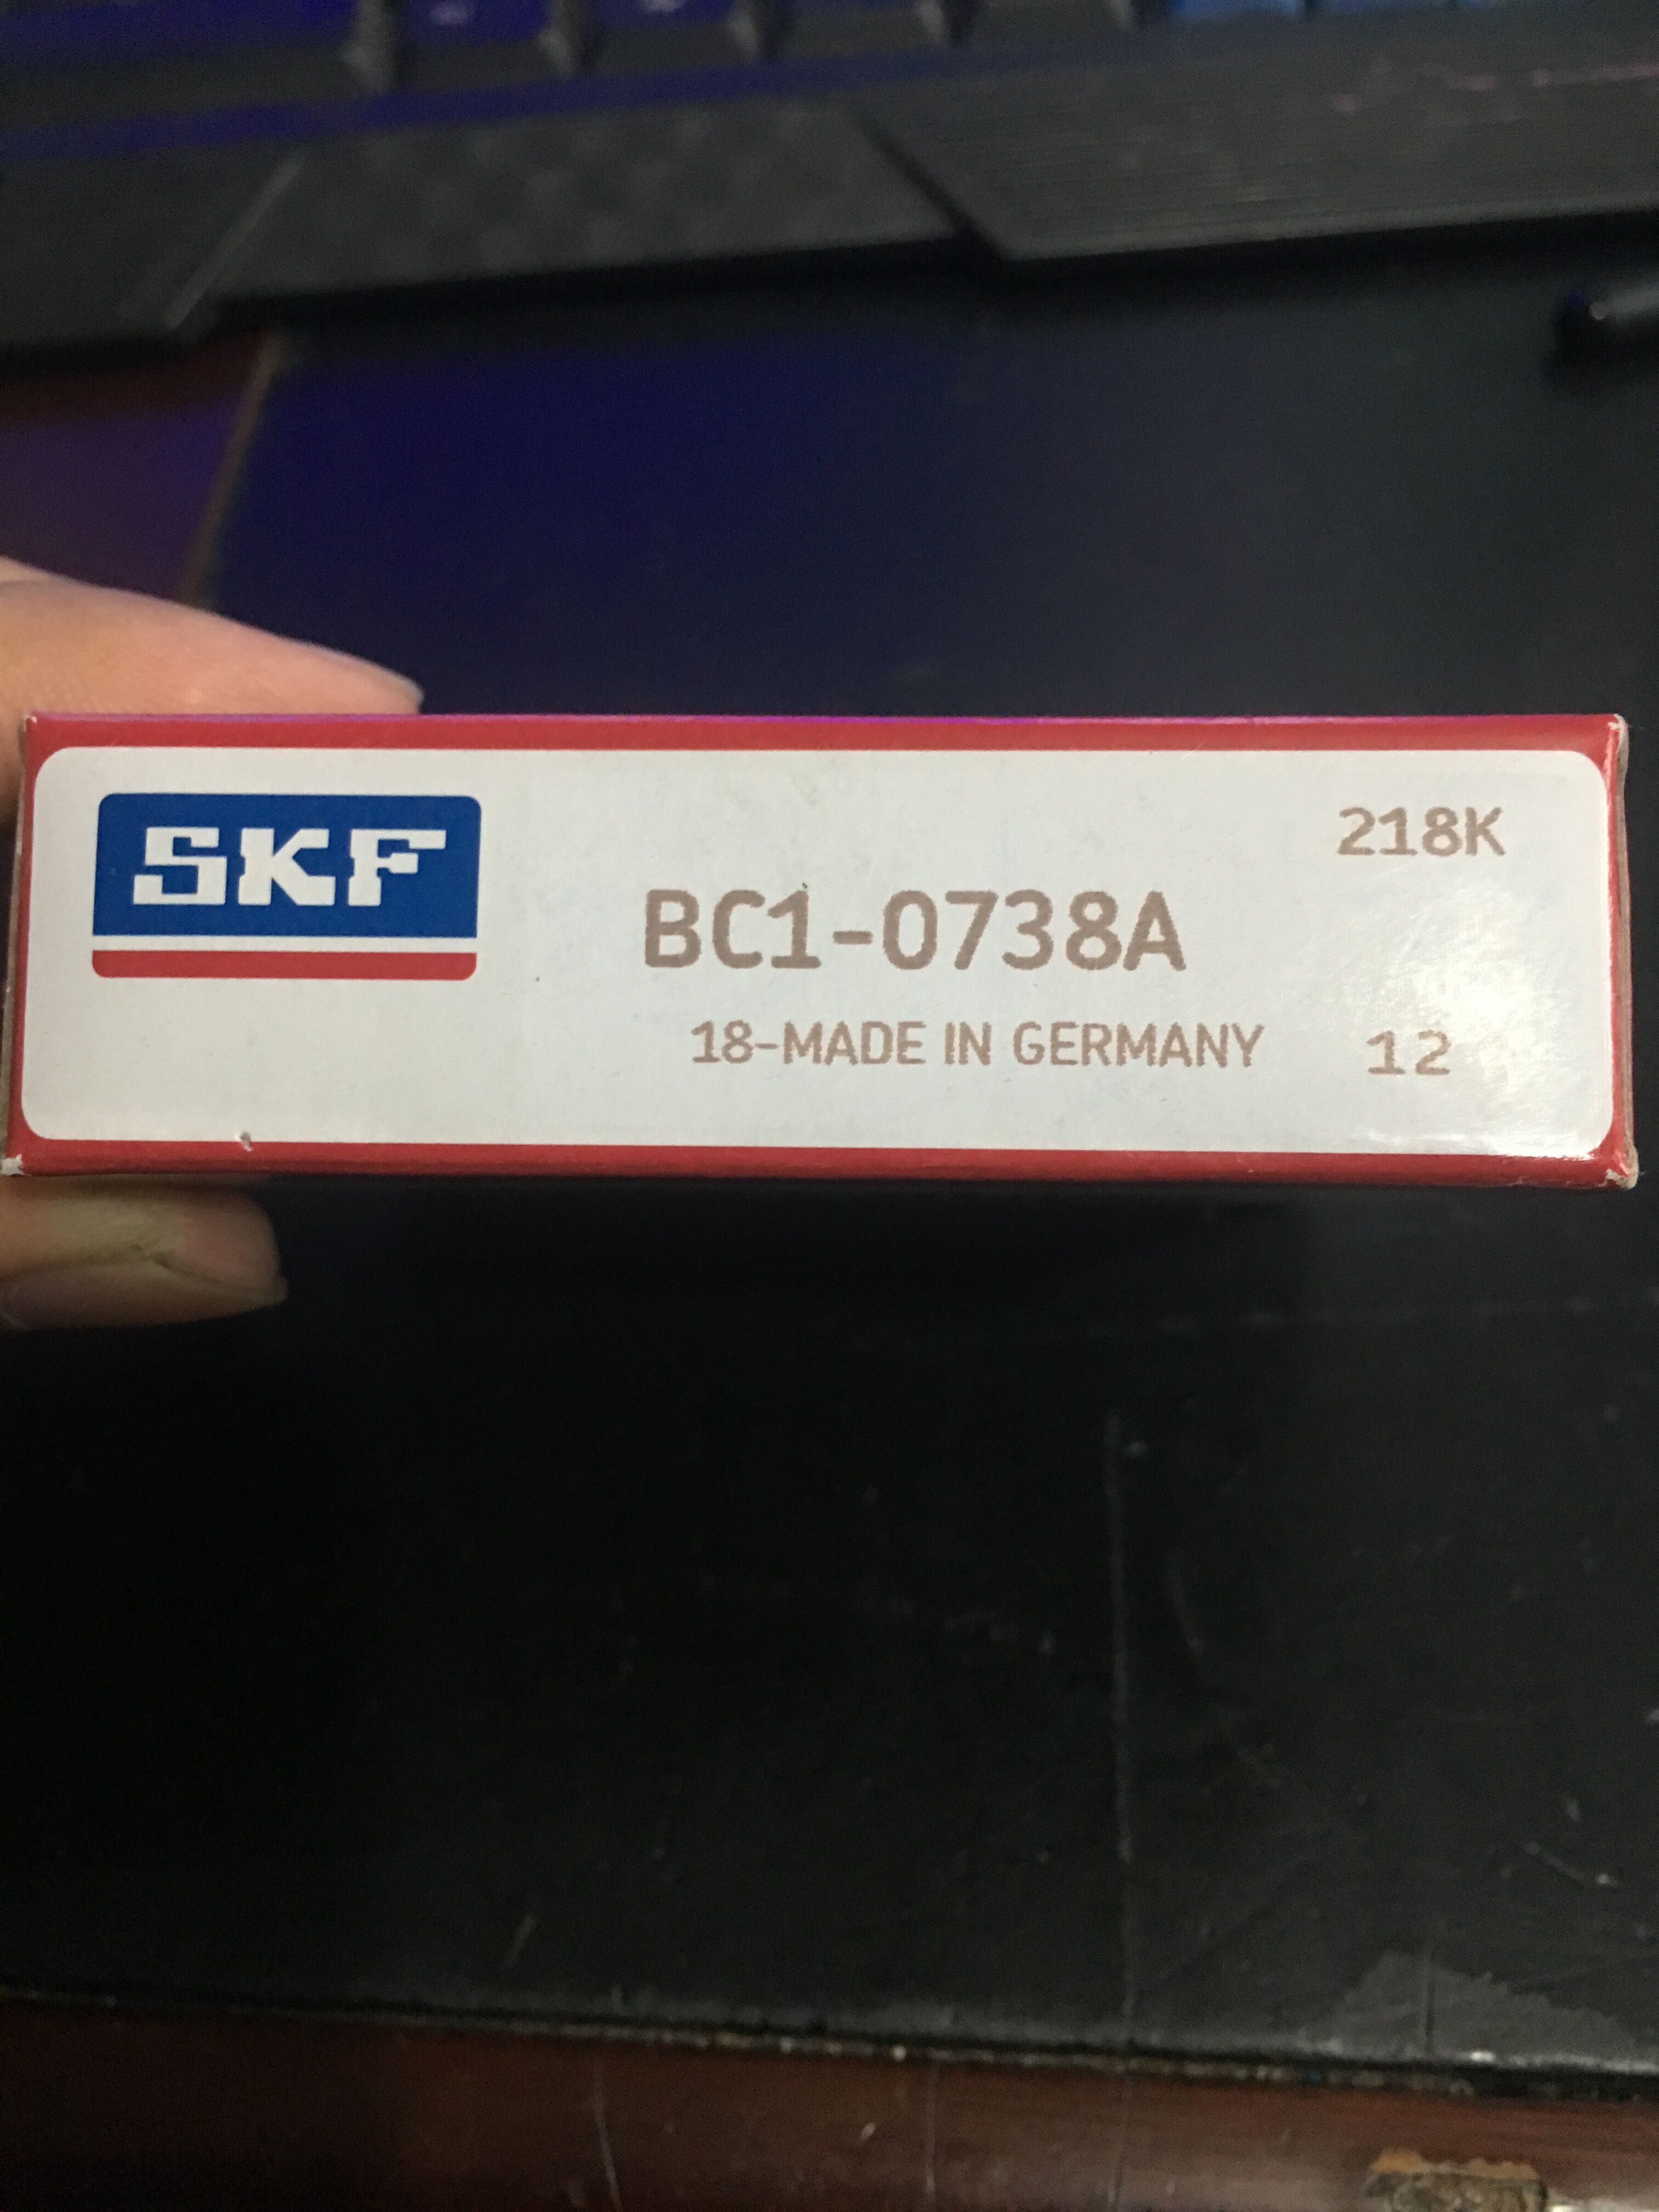 SKF
218K
BC1-0738A
18-MADE IN GERMANY 12